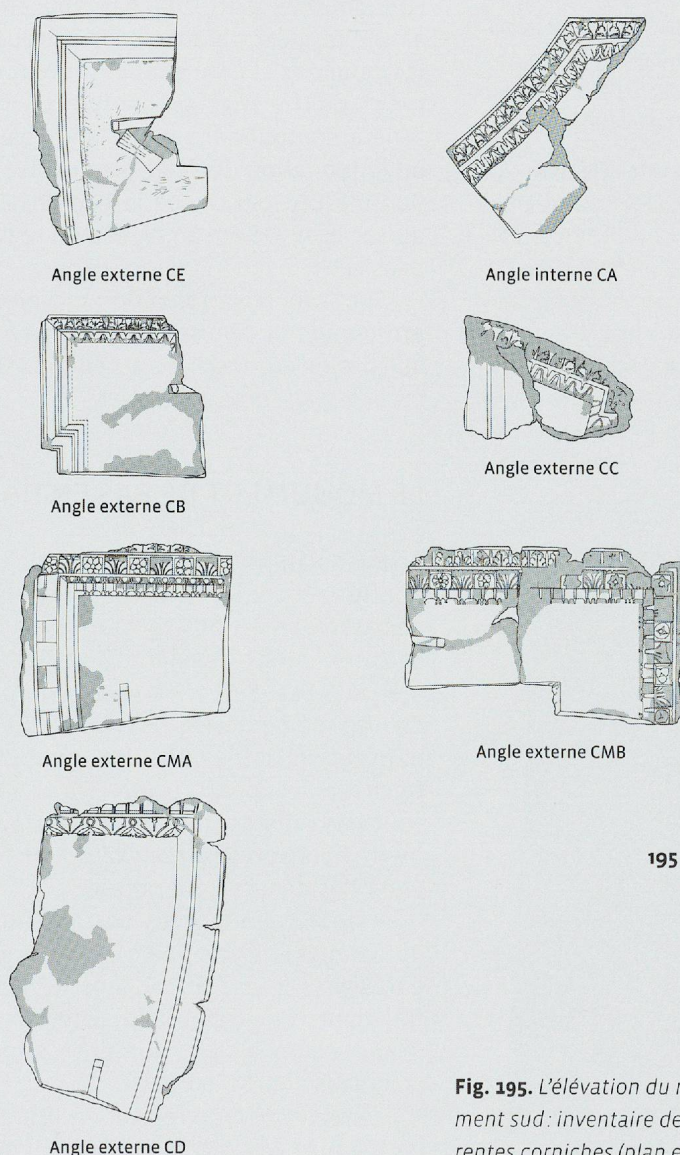 Angle externe CE
Angle interne CA
Angle externe CB
Angle externe CC
Angle externe CMA
Angle externe CMB
195
Angle externe CD
Fig. 195. L'élévation du
ment sud : inventaire
rentes corniches (plan